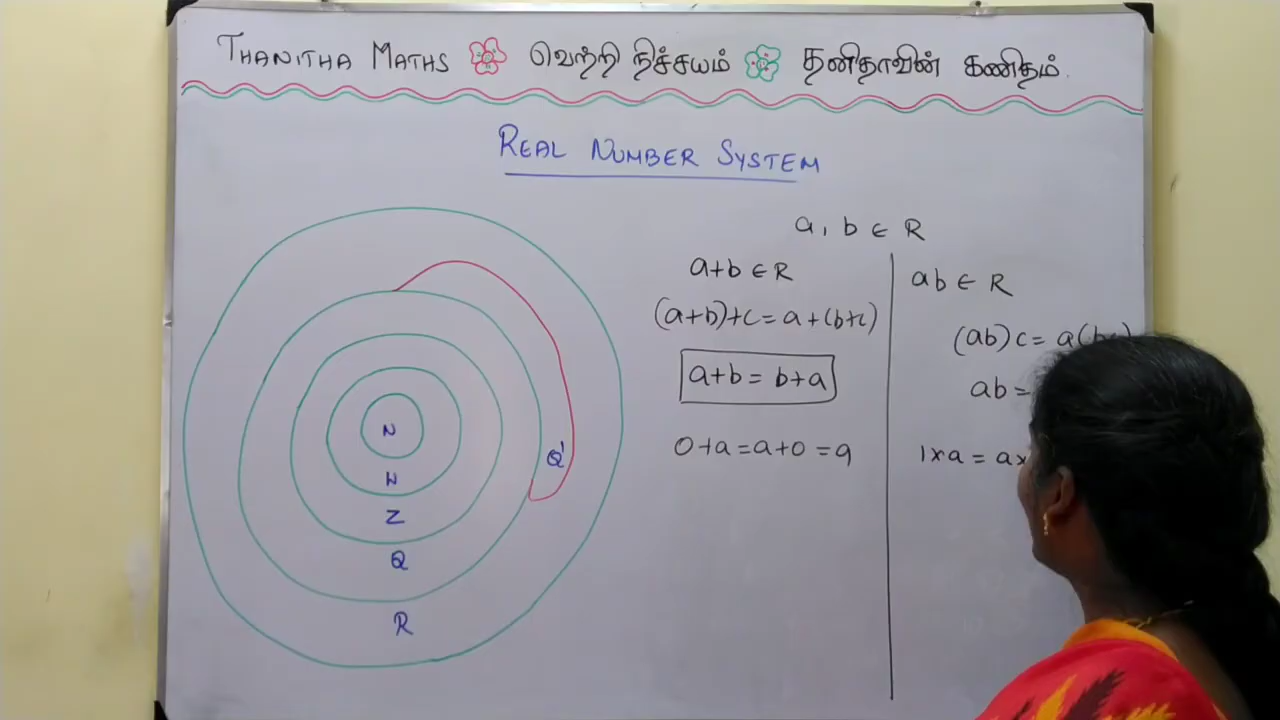 THANITHA MATHS வெற்றி நிச்சயம் தனிதாவின் கணிதம்.
REAL NUMBER SYSTEM
N
W
Z
Q
R
Q'
a, b ∈ R
a+b ∈ R
(a+b)+c = a+(b+c)
a+b = b+a
0+a = a+0 = a
ab ∈ R
(ab)c = a(bc)
ab =
1×a = a×